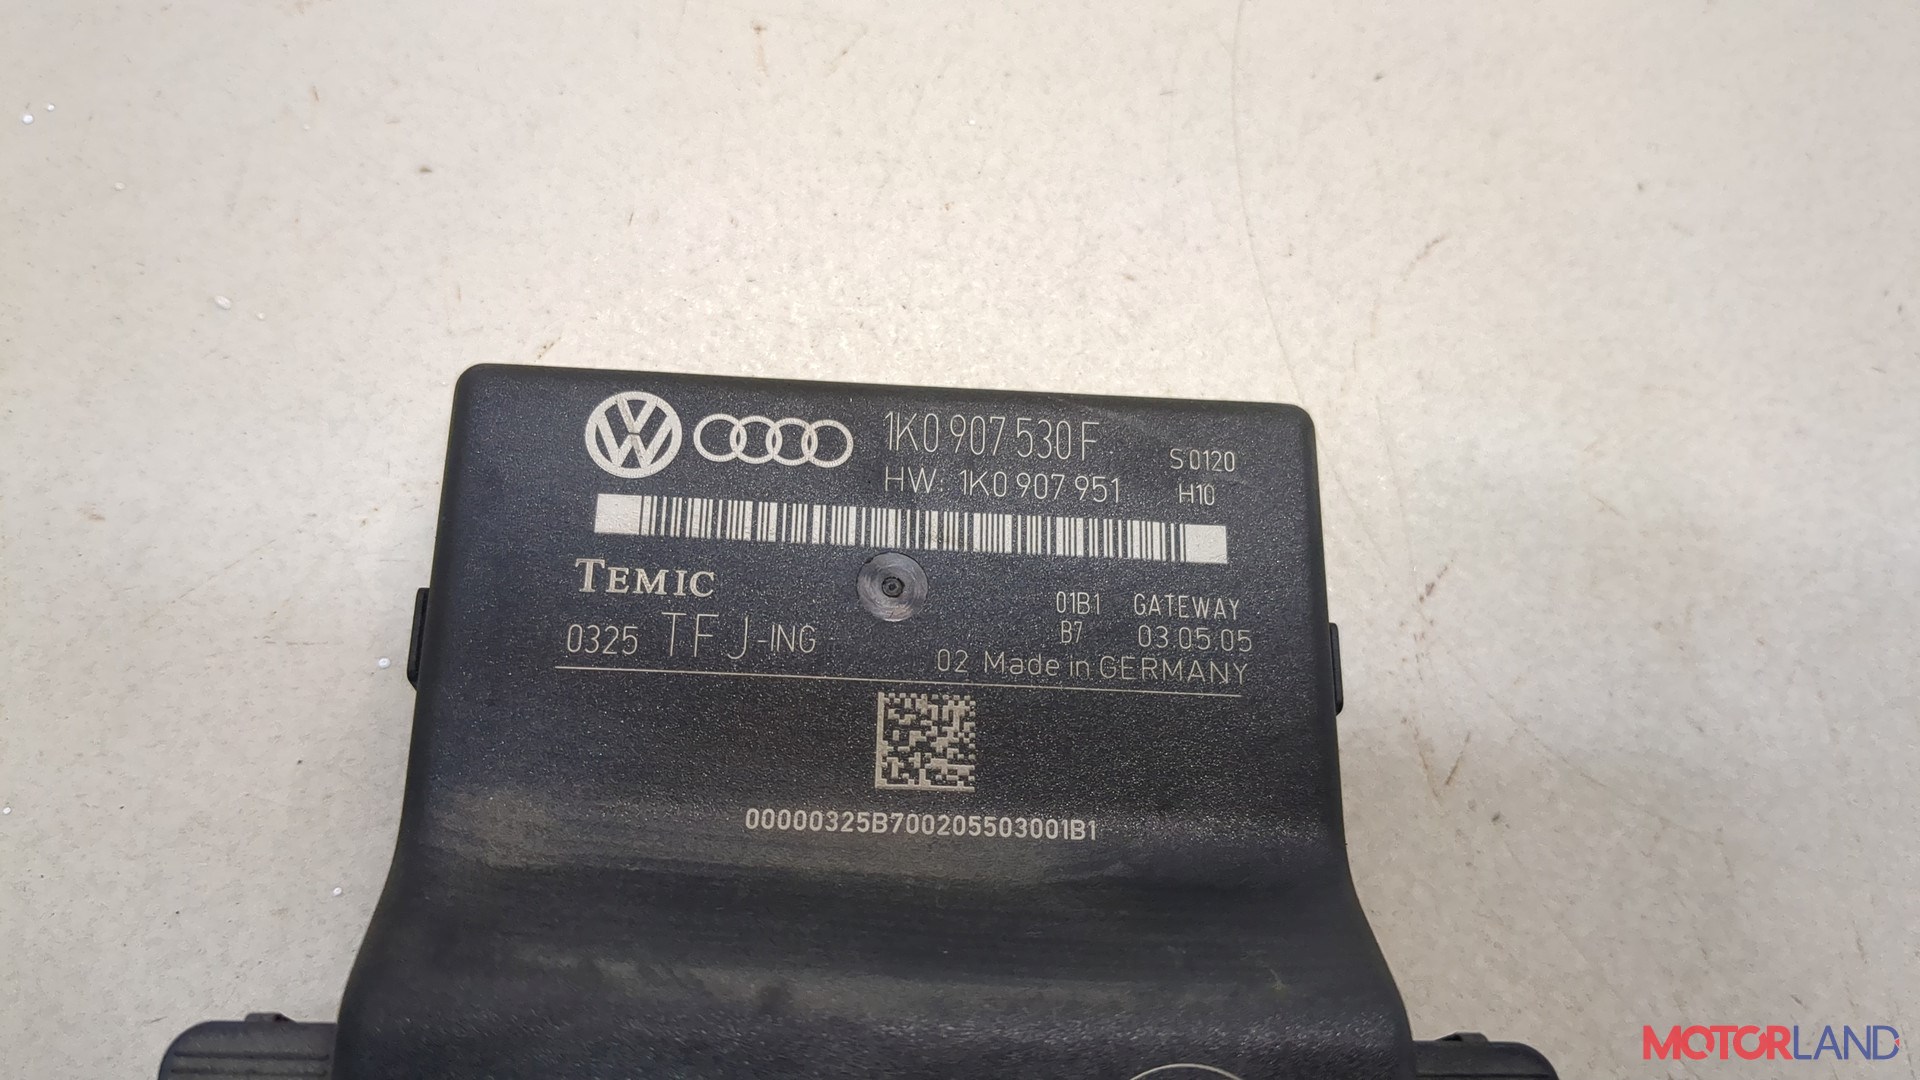 1K0 907 530 F S0120
HW: 1K0 907 951 H10
TEMIC
01B1 GATEWAY
0325 TFJ-ING B7 03.05.05
02 Made in GERMANY
00000325B700205503001B1
MOTORLAND